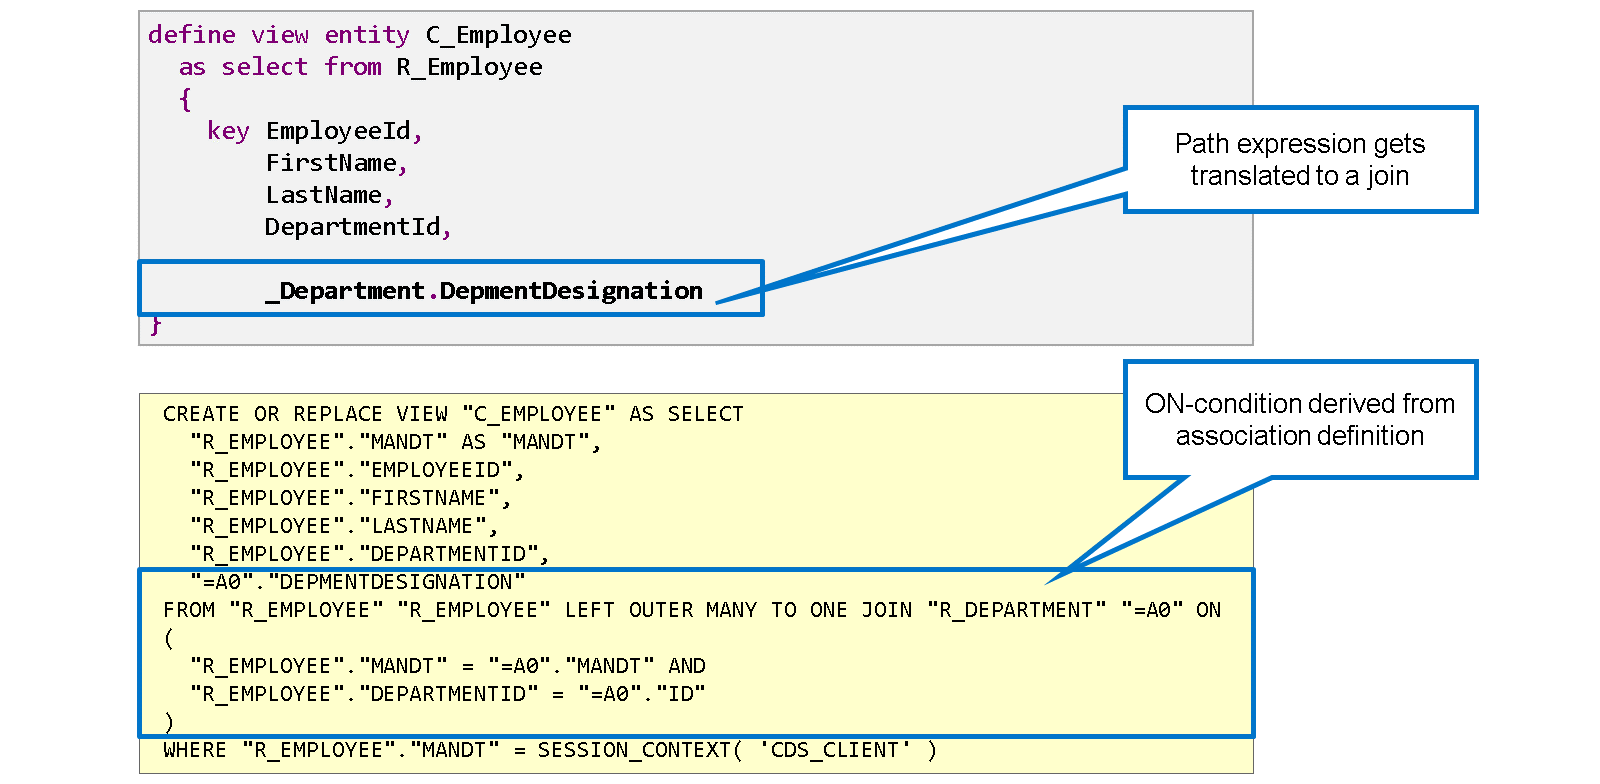 define view entity C_Employee
as select from R_Employee
{
key EmployeeId,
FirstName,
LastName,
DepartmentId,
_Department.DepmentDesignation
}
Path expression gets
translated to a join
CREATE OR REPLACE VIEW "C_EMPLOYEE" AS SELECT
"R_EMPLOYEE"."MANDT" AS "MANDT",
"R_EMPLOYEE"."EMPLOYEEID",
"R_EMPLOYEE"."FIRSTNAME",
"R_EMPLOYEE"."LASTNAME",
"R_EMPLOYEE"."DEPARTMENTID",
"=A0"."DEPMENTDESIGNATION"
FROM "R_EMPLOYEE" "R_EMPLOYEE" LEFT OUTER MANY TO ONE JOIN "R_DEPARTMENT" "=A0" ON
(
"R_EMPLOYEE"."MANDT" = "=A0"."MANDT" AND
"R_EMPLOYEE"."DEPARTMENTID" = "=A0"."ID"
)
WHERE "R_EMPLOYEE"."MANDT" = SESSION_CONTEXT( 'CDS_CLIENT' )
ON-condition derived from
association definition